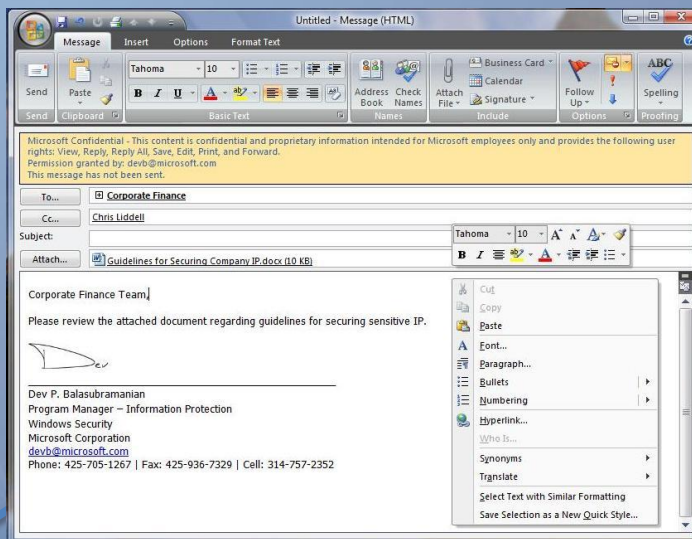 Untitled - Message (HTML)
Message Insert Options Format Text
Send
Paste
Tahoma 10
B I U A ab
Address Book
Check Names
Attach File
Business Card
Calendar
Signature
Follow Up
ABC
Spelling
Send Clipboard Basic Text Names Include Options Proofing
Microsoft Confidential - This content is confidential and proprietary information intended for Microsoft employees only and provides the following user
rights: View, Reply, Reply All, Save, Edit, Print, and Forward.
Permission granted by: devb@microsoft.com
This message has not been sent.
To... Corporate Finance
Cc... Chris Liddell
Subject:
Attach... Guidelines for Securing Company IP.docx (10 KB)
Tahoma 10 A A A
B I ab A
Corporate Finance Team,
Please review the attached document regarding guidelines for securing sensitive IP.
Dev
Dev P. Balasubramanian
Program Manager – Information Protection
Windows Security
Microsoft Corporation
devb@microsoft.com
Phone: 425-705-1267 | Fax: 425-936-7329 | Cell: 314-757-2352
Cut
Copy
Paste
A Font...
Paragraph...
Bullets
Numbering
Hyperlink...
Who Is...
Synonyms
Translate
Select Text with Similar Formatting
Save Selection as a New Quick Style...